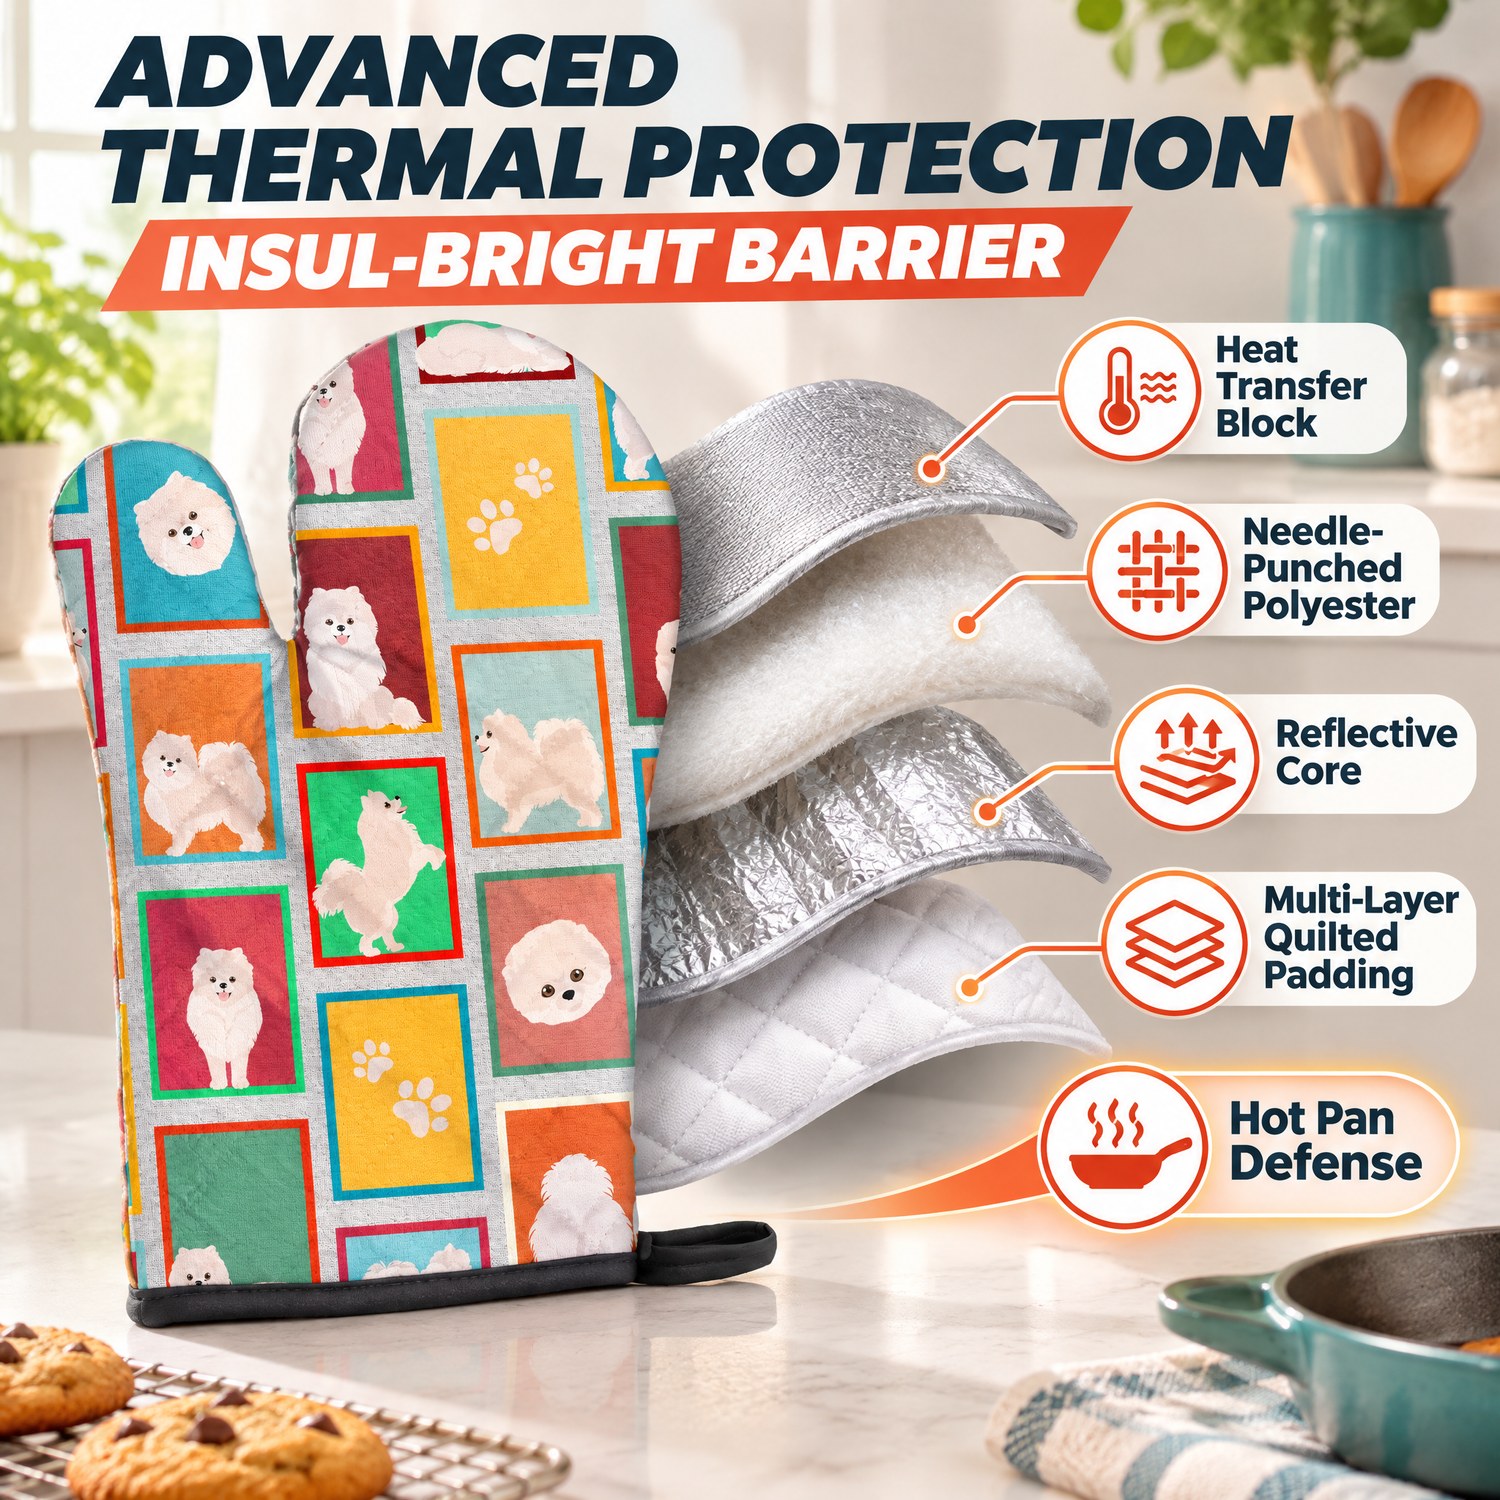 ADVANCED
THERMAL PROTECTION
INSUL-BRIGHT BARRIER
Heat
Transfer
Block
Needle-
Punched
Polyester
Reflective
Core
Multi-Layer
Quilted
Padding
Hot Pan
Defense